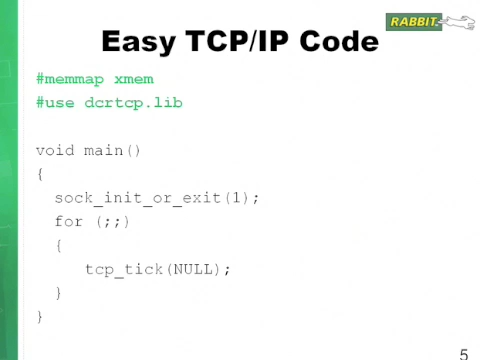 RABBIT
Easy TCP/IP Code
#memmap xmem
#use dcrtcp.lib
void main()
{
sock_init_or_exit(1);
for (;;)
{
tcp_tick(NULL);
}
}
5